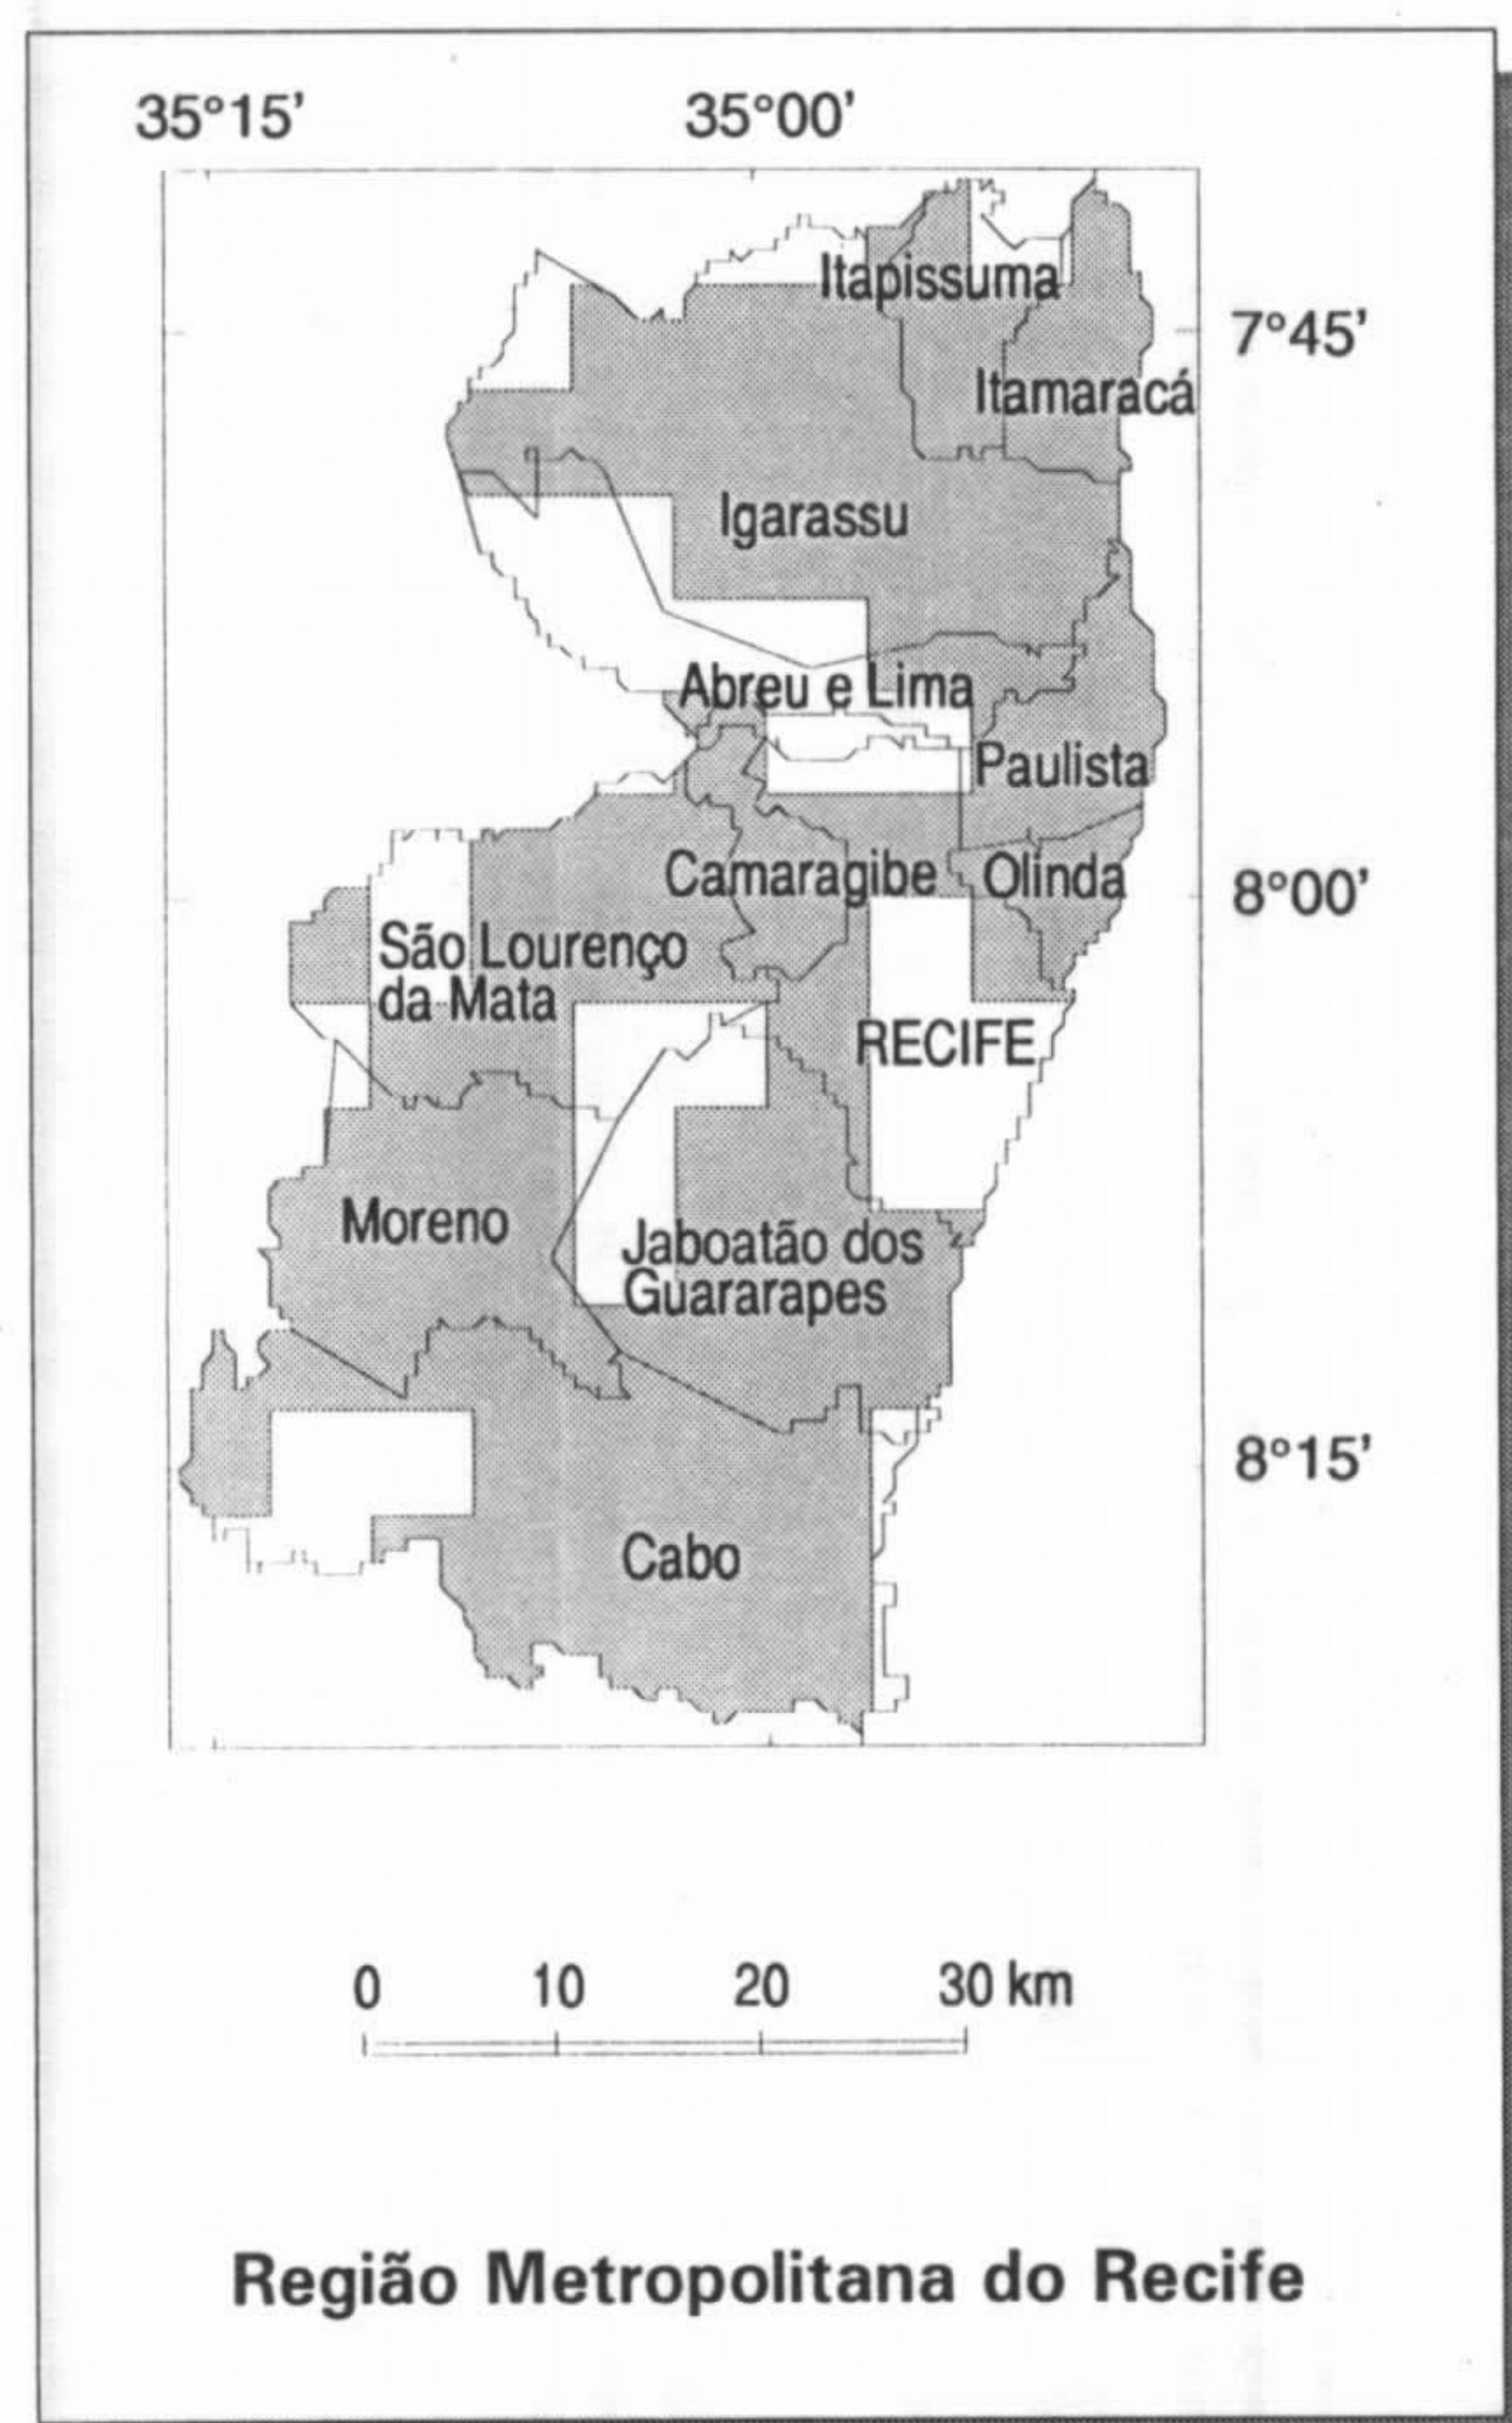 35°15' 35°00'
Itapissuma
7°45'
Itamaracá
Igarassu
Abreu e Lima
Paulista
Camaragibe Olinda
8°00'
São Lourenço
da Mata
RECIFE
Moreno
Jaboatão dos
Guararapes
8°15'
Cabo
0 10 20 30 km
Região Metropolitana do Recife